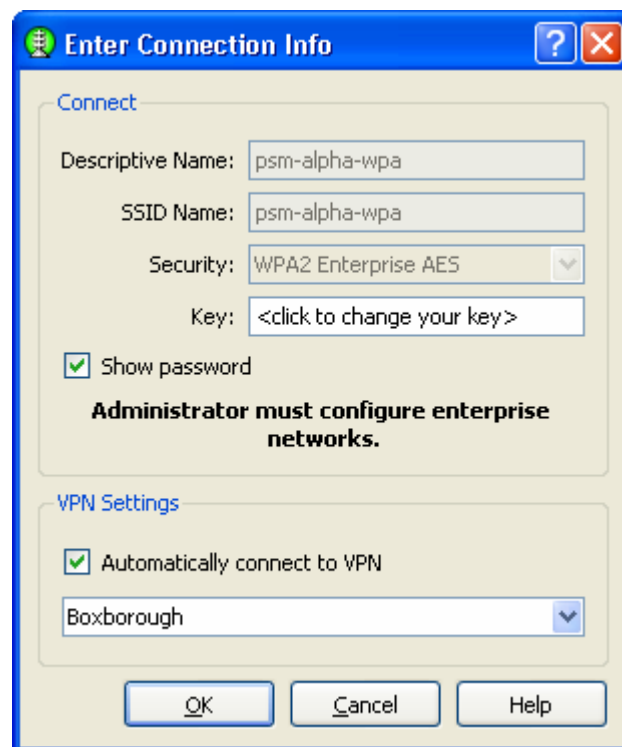 Enter Connection Info
?
Connect
Descriptive Name: psm-alpha-wpa
SSID Name: psm-alpha-wpa
Security: WPA2 Enterprise AES
Key: <click to change your key>
Show password
Administrator must configure enterprise
networks.
VPN Settings
Automatically connect to VPN
Boxborough
OK Cancel Help